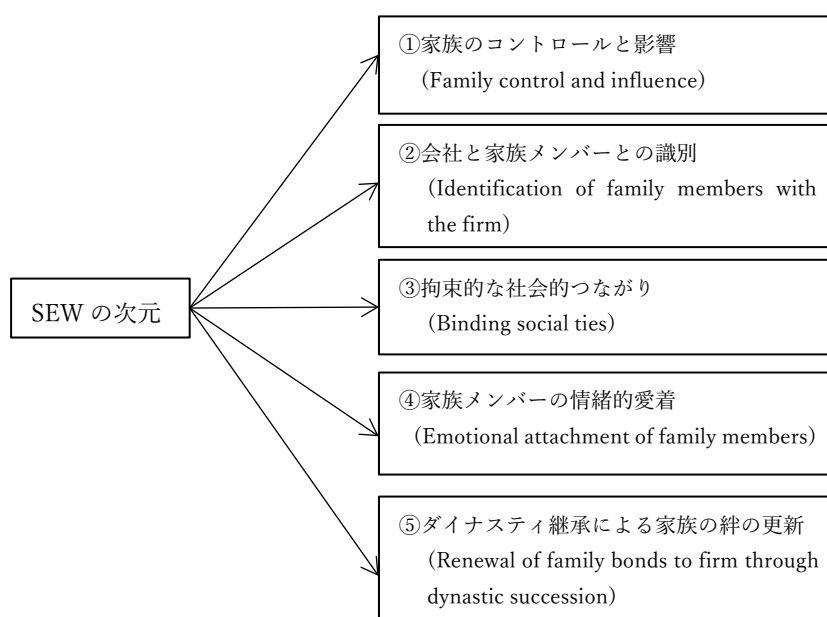 ①家族のコントロールと影響
(Family control and influence)
②会社と家族メンバーとの識別
(Identification of family members with
the firm)
SEW の次元
③拘束的な社会的つながり
(Binding social ties)
④家族メンバーの情緒的愛着
(Emotional attachment of family members)
⑤ダイナスティ継承による家族の絆の更新
(Renewal of family bonds to firm through
dynastic succession)